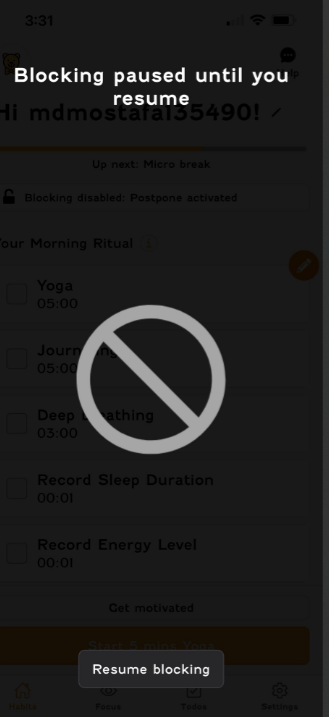 3:31
Blocking paused until you
resume
Hi mdmostafa135490!
Up next: Micro break
Blocking disabled: Postpone activated
our Morning Ritual
Yoga
05:00
05:00
Deep Breathing
03:00
Record Sleep Duration
00:01
Record Energy Level
00:01
Get motivated
Resume blocking
Habits
Focus
Todos
Settings